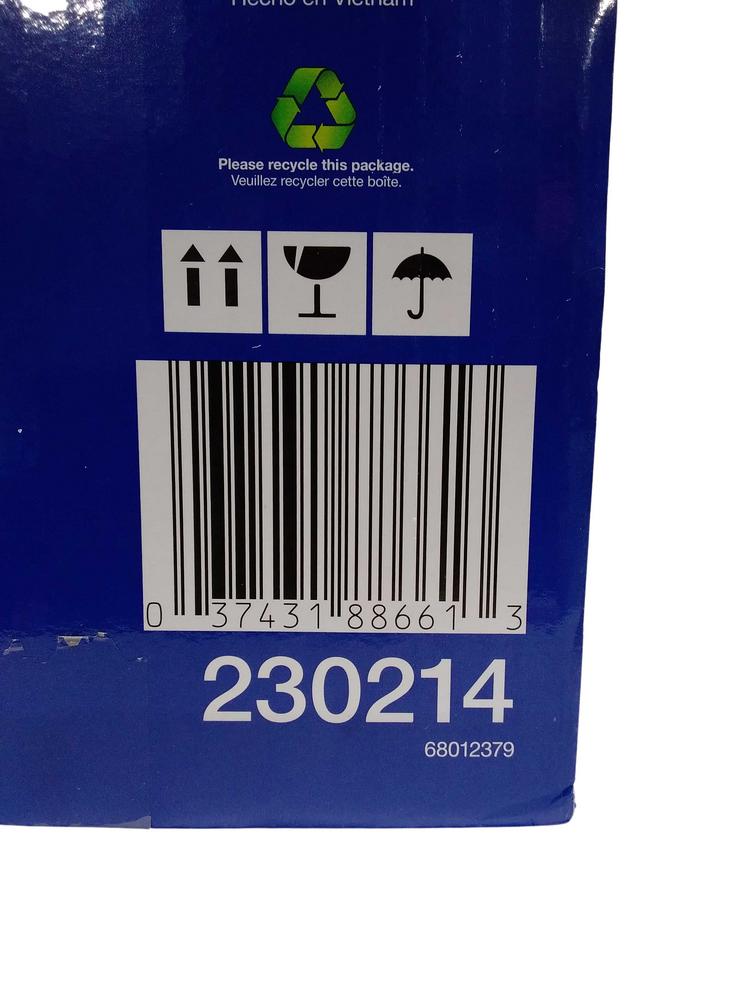 Hecho en Vietnam
Please recycle this package.
Veuillez recycler cette boîte.
0 37431 88661 3
230214
68012379